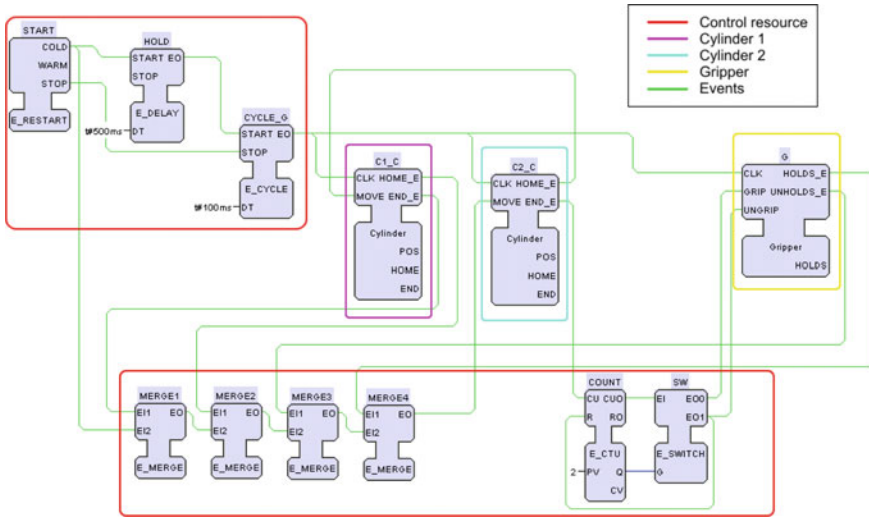 START
COLD
WARM
STOP
E_RESTART
HOLD
START EO
STOP
E_DELAY
t#500ms DT
CYCLE_G
START EO
STOP
E_CYCLE
t#100ms DT
C1_C
CLK HOME_E
MOVE END_E
Cylinder
POS
HOME
END
C2_C
CLK HOME_E
MOVE END_E
Cylinder
POS
HOME
END
Control resource
Cylinder 1
Cylinder 2
Gripper
Events
G
CLK HOLDS_E
GRIP UNHOLDS_E
UNGRIP
Gripper
HOLDS
MERGE1
EI1 EO
EI2
E_MERGE
MERGE2
EI1 EO
EI2
E_MERGE
MERGE3
EI1 EO
EI2
E_MERGE
MERGE4
EI1 EO
EI2
E_MERGE
COUNT
CU CUO
R RO
E_CTU
2 PV Q
CV
SW
EI EO0
EO1
E_SWITCH
G